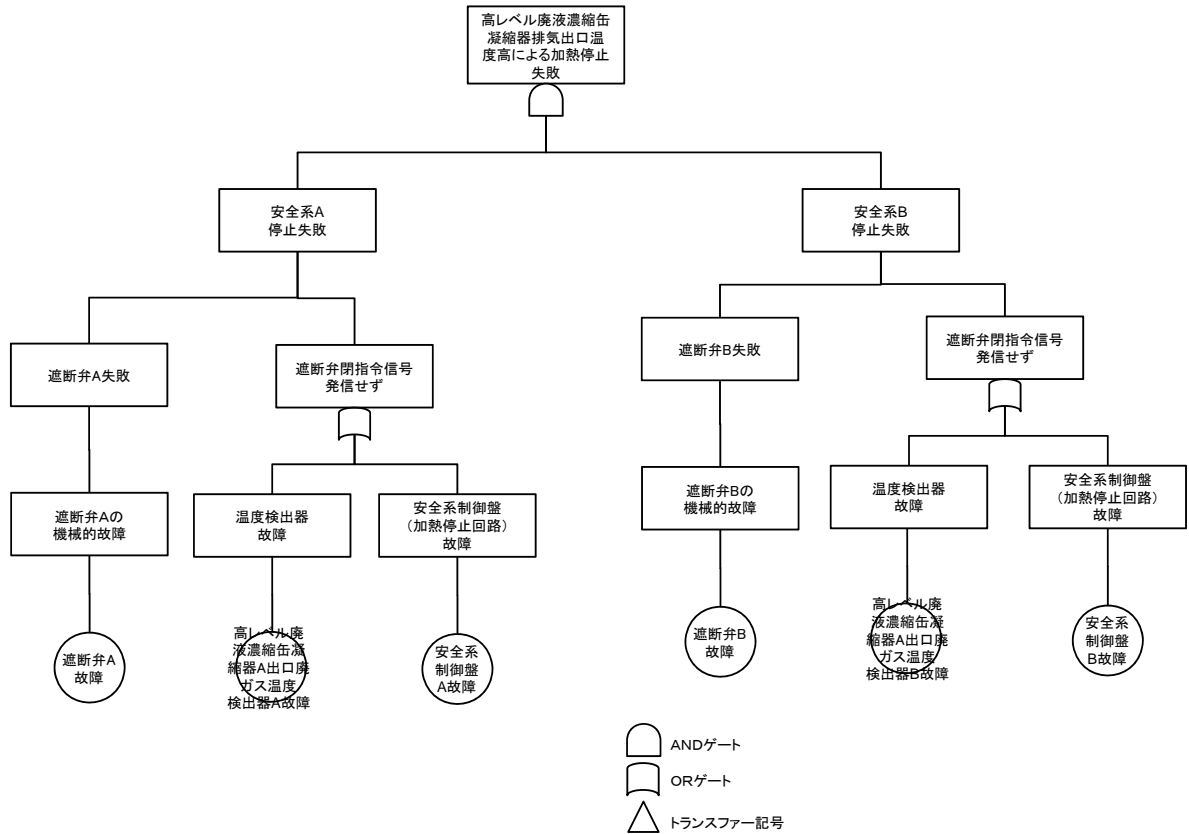 高レベル廃液濃縮缶
凝縮器排気出口温
度高による加熱停止
失敗
安全系A
停止失敗
安全系B
停止失敗
遮断弁A失敗
遮断弁閉指令信号
発信せず
遮断弁B失敗
遮断弁閉指令信号
発信せず
遮断弁Aの
機械的故障
温度検出器
故障
安全系制御盤
（加熱停止回路）
故障
遮断弁Bの
機械的故障
温度検出器
故障
安全系制御盤
（加熱停止回路）
故障
遮断弁A
故障
高レベル廃
液濃縮缶凝
縮器A出口廃
ガス温度
検出器A故障
安全系
制御盤
A故障
遮断弁B
故障
高レベル廃
液濃縮缶凝
縮器A出口廃
ガス温度
検出器B故障
安全系
制御盤
B故障
ANDゲート
ORゲート
トランスファー記号